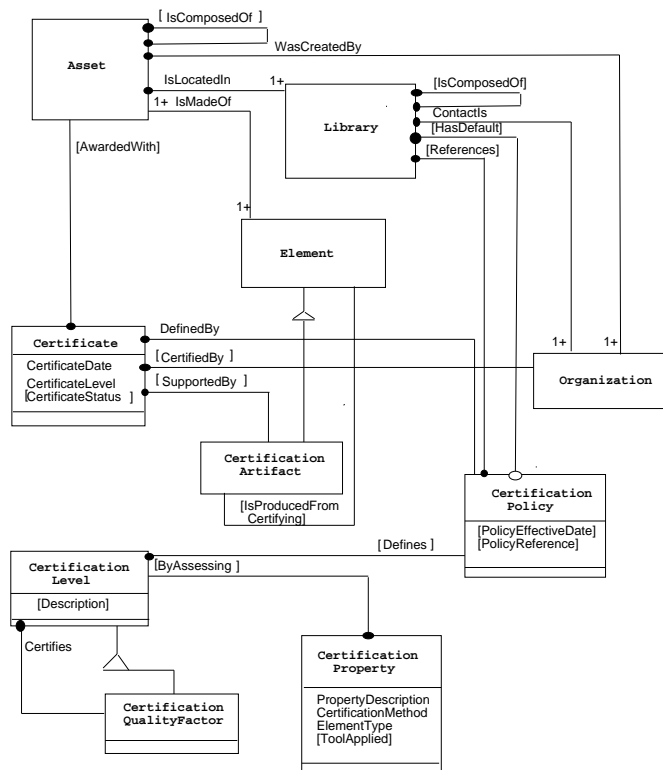 [ IsComposedOf ]
WasCreatedBy
Asset
IsLocatedIn
1+
[IsComposedOf]
1+ IsMadeOf
ContactIs
Library
[HasDefault]
[AwardedWith]
[References]
1+
Element
Certificate
DefinedBy
1+
1+
CertificateDate
[ CertifiedBy ]
CertificateLevel
[ SupportedBy ]
Organization
[CertificateStatus ]
Certification
Artifact
Certification
Policy
[IsProducedFrom
Certifying]
[PolicyEffectiveDate]
[Defines ]
[PolicyReference]
Certification
Level
[ByAssessing ]
[Description]
Certifies
Certification
Property
Certification
QualityFactor
PropertyDescription
CertificationMethod
ElementType
[ToolApplied]